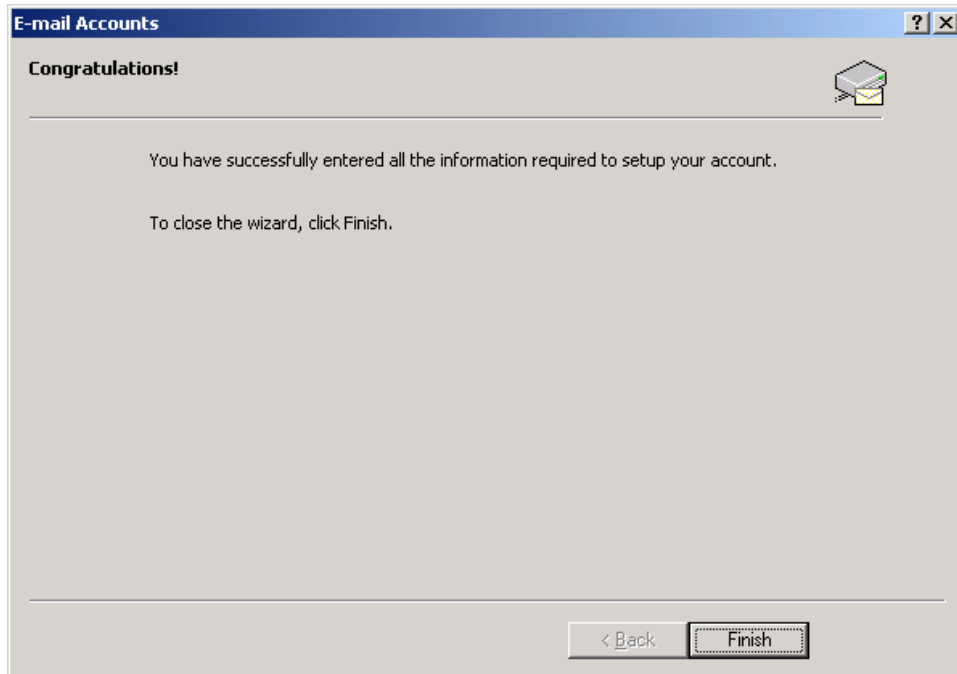 E-mail Accounts
Congratulations!
You have successfully entered all the information required to setup your account.
To close the wizard, click Finish.
< Back
Finish